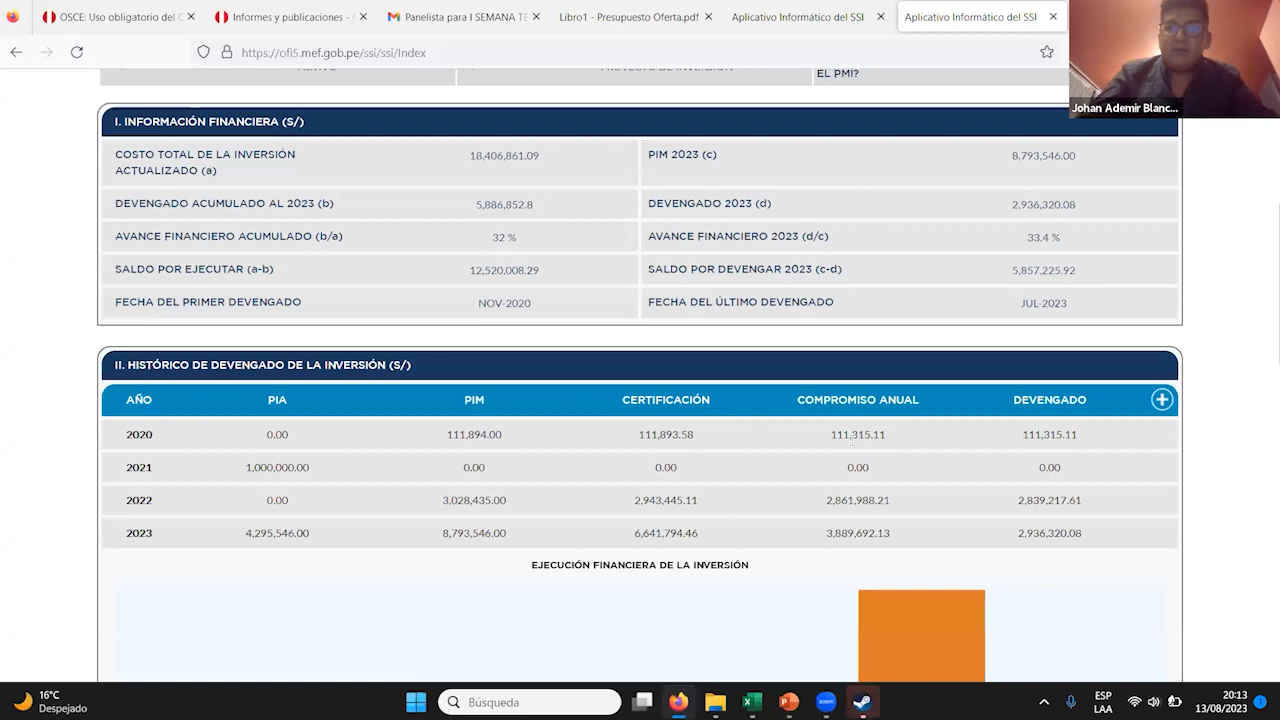 OSCE: Uso obligatorio del C
Informes y publicaciones - 
Panelista para I SEMANA TE
Libro1 - Presupuesto Oferta.pdf
Aplicativo Informático del SSI
Aplicativo Informático del SSI
https://ofi5.mef.gob.pe/ssi/ssi/Index
Johan Ademir Blanc...
EL PMI?
I. INFORMACIÓN FINANCIERA (S/)
COSTO TOTAL DE LA INVERSIÓN ACTUALIZADO (a) 18,406,861.09 PIM 2023 (c) 8,793,546.00
DEVENGADO ACUMULADO AL 2023 (b) 5,886,852.8 DEVENGADO 2023 (d) 2,936,320.08
AVANCE FINANCIERO ACUMULADO (b/a) 32 % AVANCE FINANCIERO 2023 (d/c) 33.4 %
SALDO POR EJECUTAR (a-b) 12,520,008.29 SALDO POR DEVENGAR 2023 (c-d) 5,857,225.92
FECHA DEL PRIMER DEVENGADO NOV-2020 FECHA DEL ÚLTIMO DEVENGADO JUL-2023
II. HISTÓRICO DE DEVENGADO DE LA INVERSIÓN (S/)
AÑO PIA PIM CERTIFICACIÓN COMPROMISO ANUAL DEVENGADO
2020 0.00 111,894.00 111,893.58 111,315.11 111,315.11
2021 1,000,000.00 0.00 0.00 0.00 0.00
2022 0.00 3,028,435.00 2,943,445.11 2,861,988.21 2,839,217.61
2023 4,295,546.00 8,793,546.00 6,641,794.46 3,889,692.13 2,936,320.08
EJECUCIÓN FINANCIERA DE LA INVERSIÓN
16°C
Despejado
Búsqueda
zoom
ESP
LAA
20:13
13/08/2023